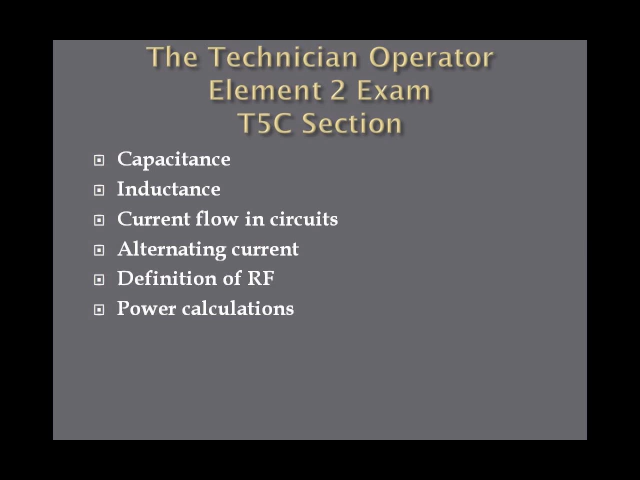 The Technician Operator
Element 2 Exam
T5C Section
Capacitance
Inductance
Current flow in circuits
Alternating current
Definition of RF
Power calculations